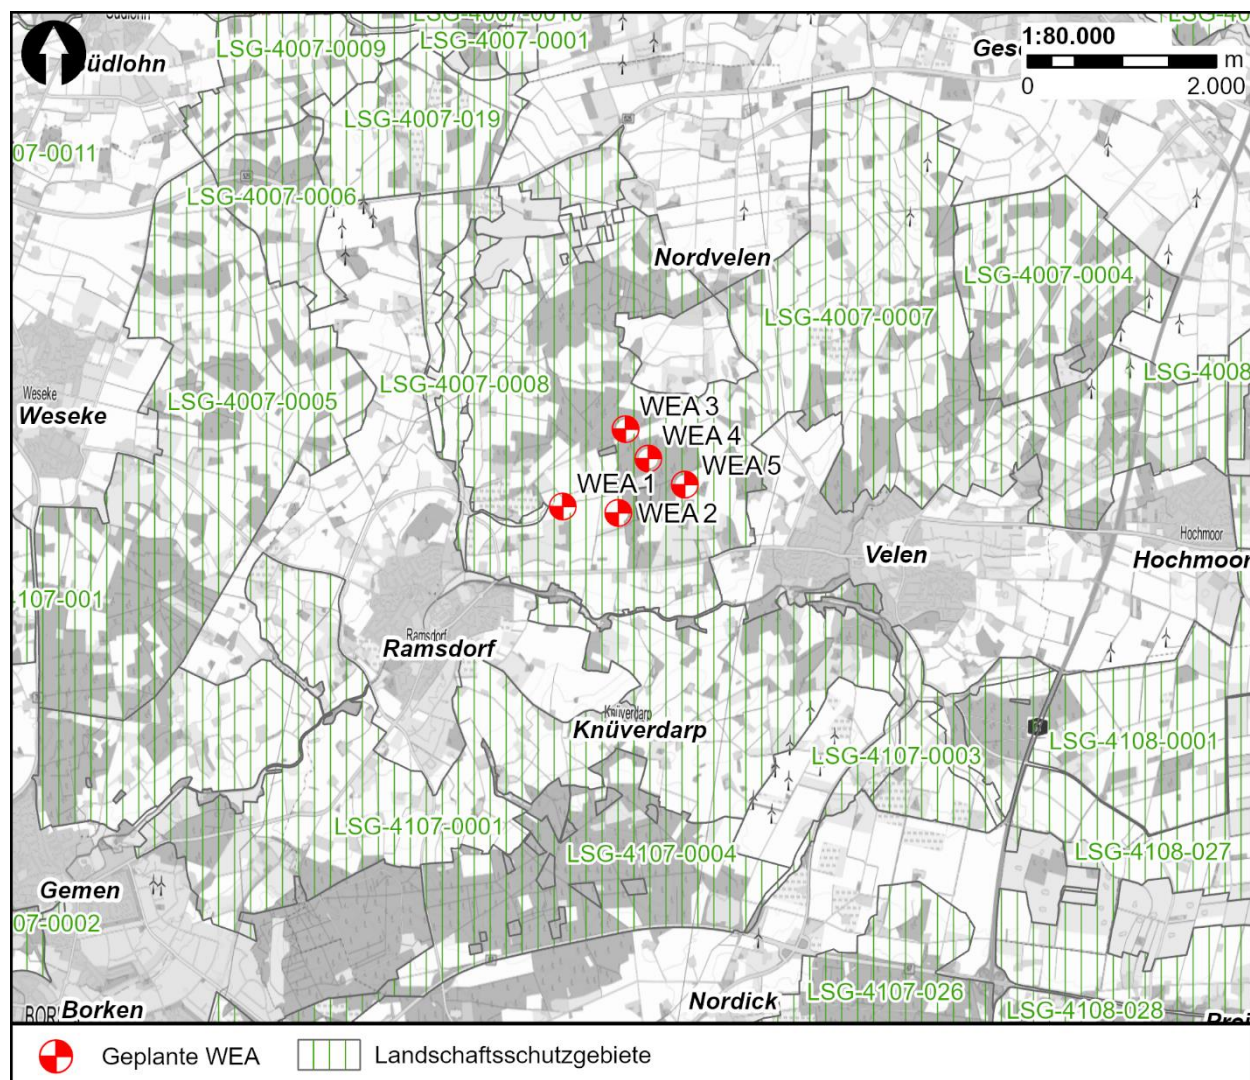 LSG-4007-0009
LSG-4007-0001
1:80.000
m
0
2.000
üdlohn
LSG-4007-019
07-0011
LSG-4007-0006
Nordvelen
LSG-4007-0004
LSG-4007-0007
LSG-4007-0008
LSG-4008
Weseke
Weseke
LSG-4007-0005
WEA 3
WEA 4
WEA 5
WEA 1
WEA 2
Velen
Hochmoor
Hochmoor
107-001
Ramsdorf
Ramsdorf
Knüverdarp
Knüverdarp
LSG-4107-0003
LSG-4108-0001
LSG-4107-0001
LSG-4107-0004
LSG-4108-027
Gemen
07-0002
Borken
Nordick
LSG-4107-026
LSG-4108-028
Geplante WEA
Landschaftsschutzgebiete